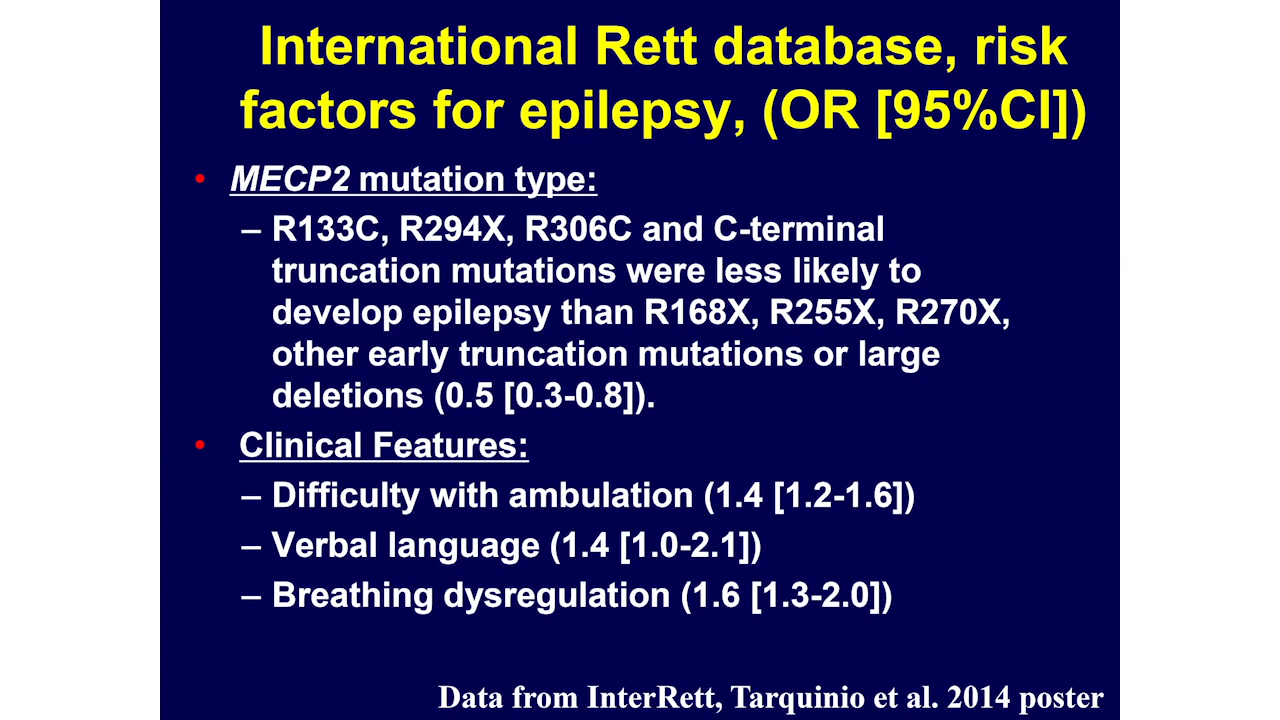 International Rett database, risk
factors for epilepsy, (OR [95%CI])
• MECP2 mutation type:
– R133C, R294X, R306C and C-terminal
truncation mutations were less likely to
develop epilepsy than R168X, R255X, R270X,
other early truncation mutations or large
deletions (0.5 [0.3-0.8]).
• Clinical Features:
– Difficulty with ambulation (1.4 [1.2-1.6])
– Verbal language (1.4 [1.0-2.1])
– Breathing dysregulation (1.6 [1.3-2.0])
Data from InterRett, Tarquinio et al. 2014 poster